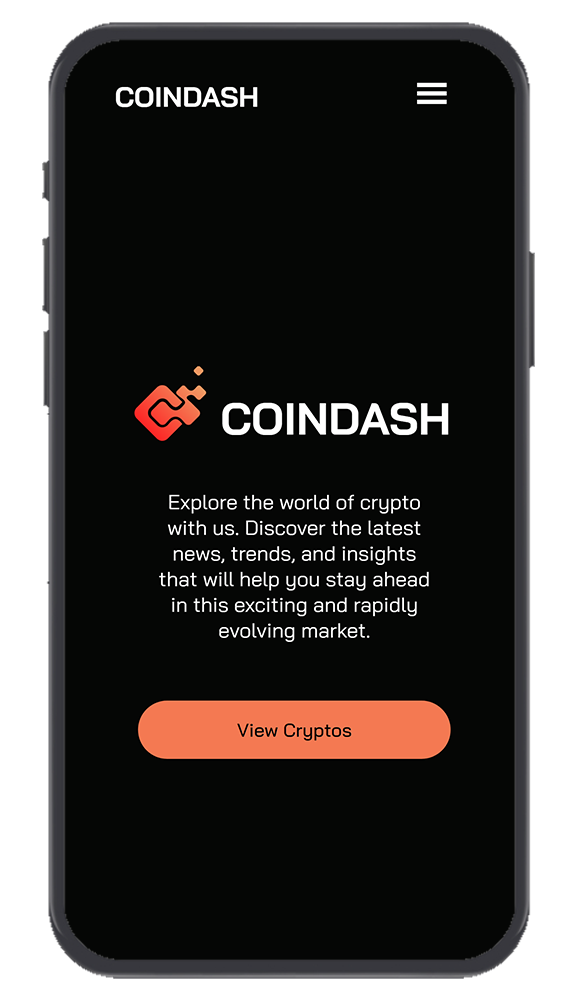 COINDASH
COINDASH
Explore the world of crypto
with us. Discover the latest
news, trends, and insights
that will help you stay ahead
in this exciting and rapidly
evolving market.
View Cryptos